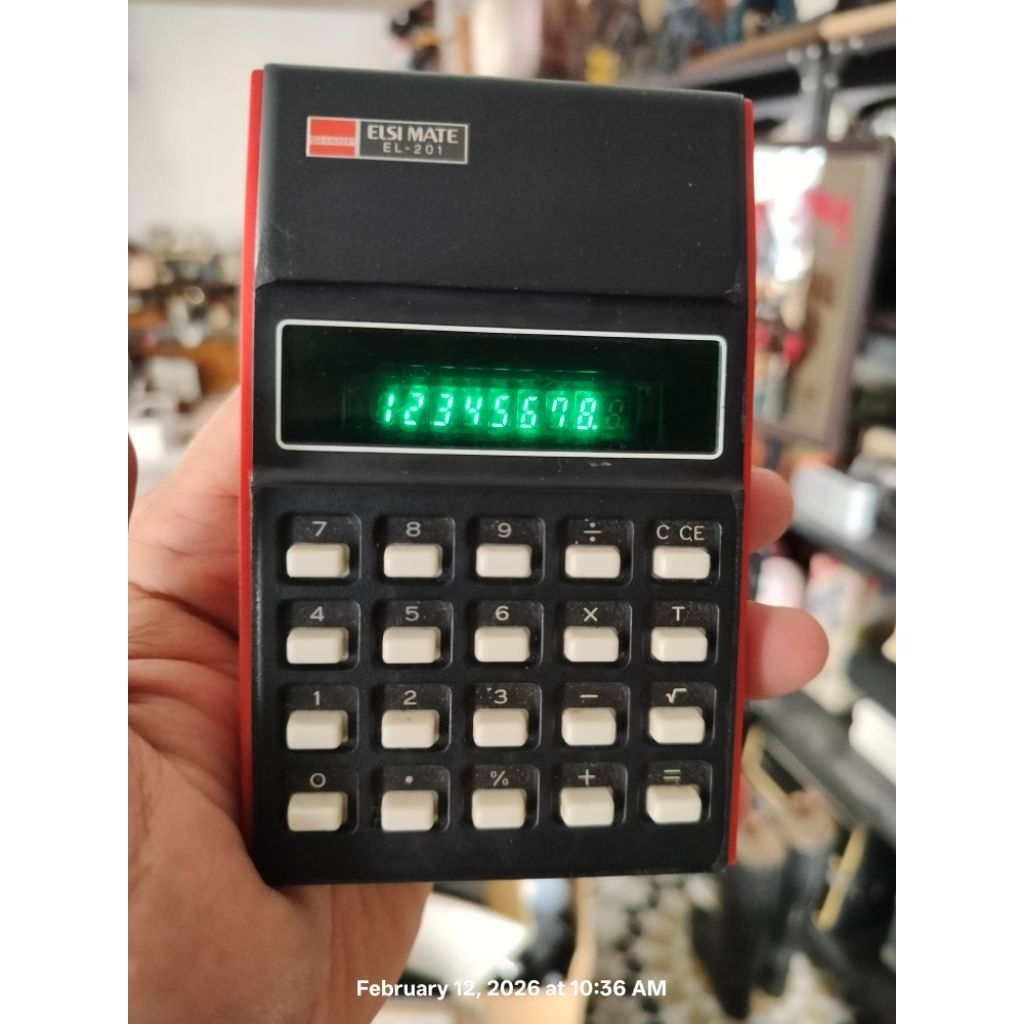 SHARP
ELSI MATE
EL-201
12345678.
7 8 9 ÷ C CE
4 5 6 X T
1 2 3 − √
0 • % + =
February 12, 2026 at 10:36 AM